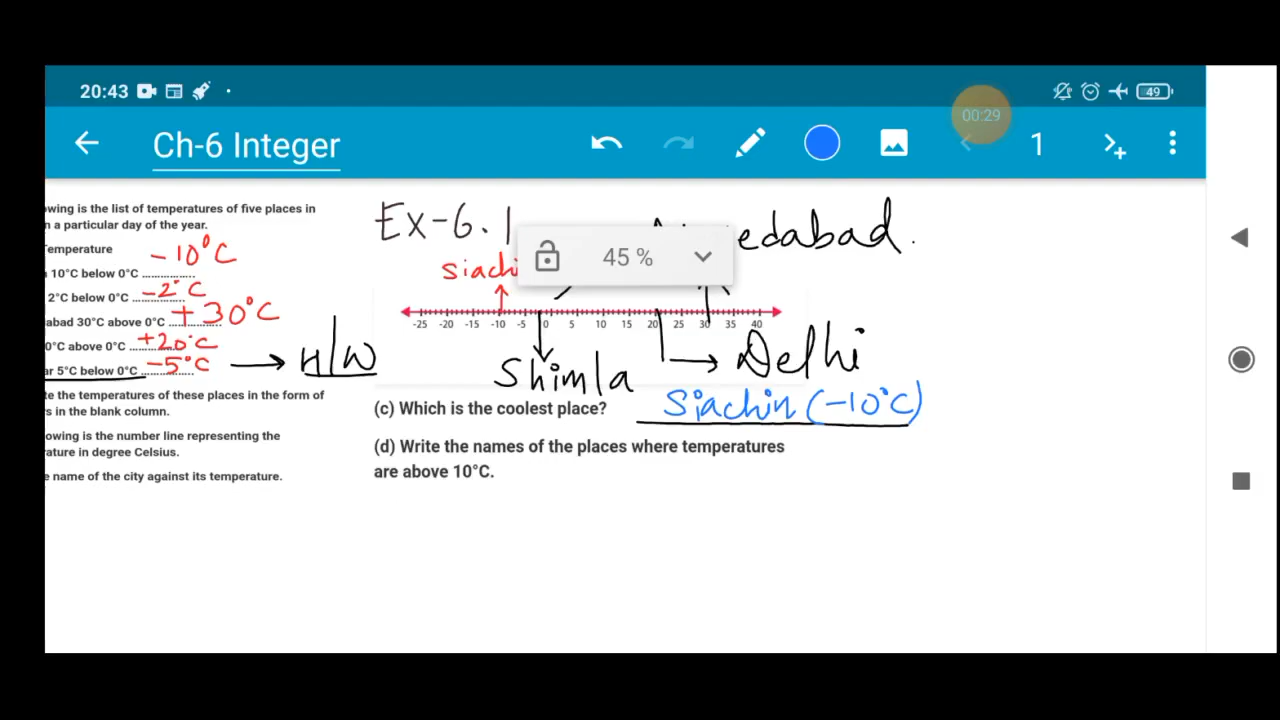 20:43
49
00:29
Ch-6 Integer
1
owing is the list of temperatures of five places in
n a particular day of the year.
Temperature
10°C below 0°C .................. -10°C
2°C below 0°C .................. -2°C
abad 30°C above 0°C .................. +30°C
0°C above 0°C .................. +20°C
ar 5°C below 0°C .................. -5°C → H/W
te the temperatures of these places in the form of
rs in the blank column.
owing is the number line representing the
rature in degree Celsius.
e name of the city against its temperature.
Ex-6.1
edabad.
45 %
siachi
-25 -20 -15 -10 -5 0 5 10 15 20 25 30 35 40
Shimla
Delhi
(c) Which is the coolest place? Siachin (-10°C)
(d) Write the names of the places where temperatures
are above 10°C.